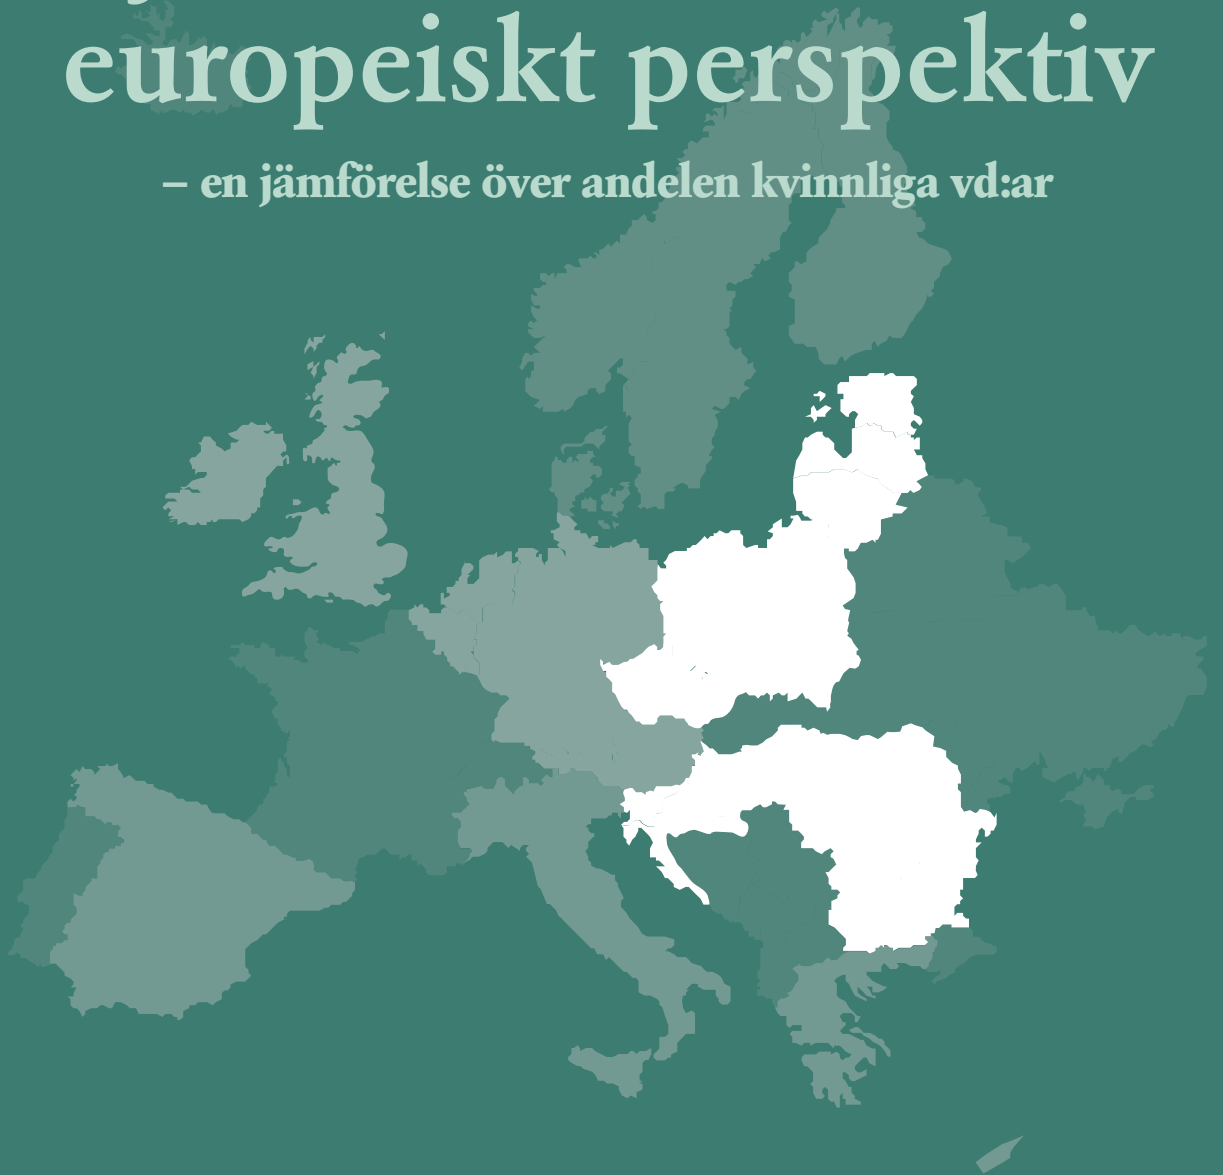 europeiskt perspektiv
– en jämförelse över andelen kvinnliga vd:ar